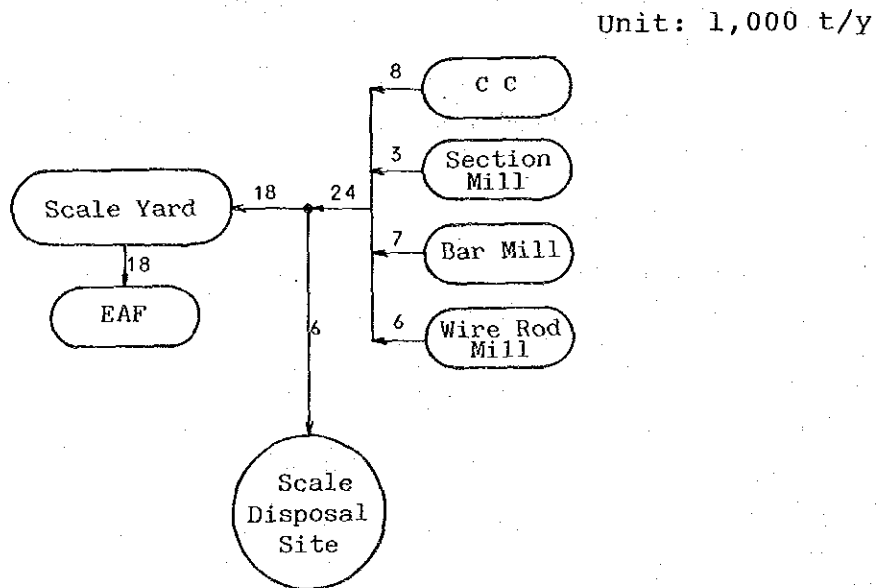 Unit: 1,000 t/y
8
C C
3
Section
Mill
18
24
Scale Yard
7
Bar Mill
18
EAF
6
6
Wire Rod
Mill
Scale
Disposal
Site